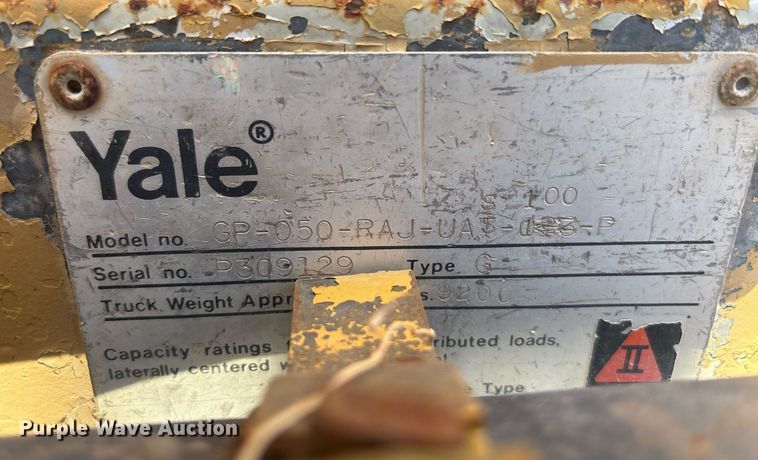 Yale®
S-100
Model no. GP-050-RAJ-UA
Serial no. P309129 Type G
Truck Weight Appr s. 9200
Capacity ratings ributed loads,
laterally centered w
e Type
II
Purple Wave Auction